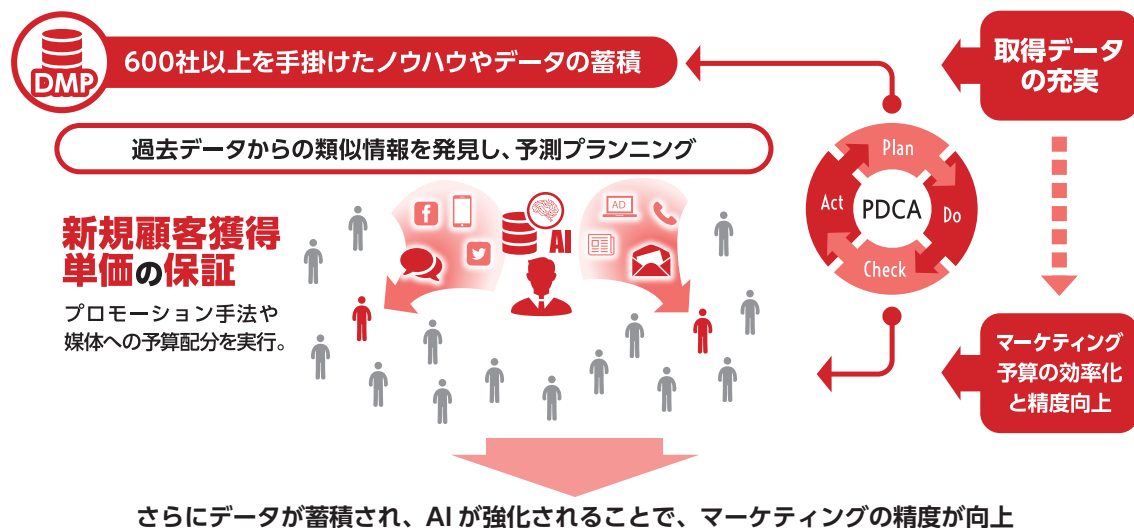 DMP
600社以上を手掛けたノウハウやデータの蓄積
取得データ
の充実
過去データからの類似情報を発見し、予測プランニング
新規顧客獲得
単価の保証
プロモーション手法や
媒体への予算配分を実行。
AI
AD
Plan
Act
PDCA
Do
Check
マーケティング
予算の効率化
と精度向上
さらにデータが蓄積され、AIが強化されることで、マーケティングの精度が向上